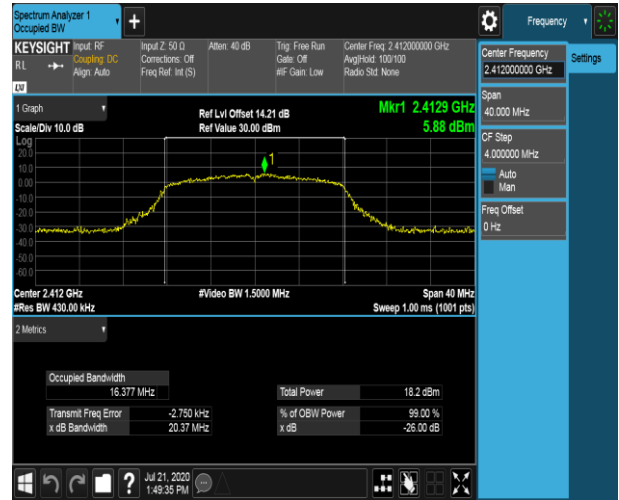 Spectrum Analyzer 1
Occupied BW
+
Frequency
KEYSIGHT
RL
LXI
Input: RF
Coupling: DC
Align: Auto
Input Z: 50 Ω
Corrections: Off
Freq Ref: Int (S)
Atten: 40 dB
Trig: Free Run
Gate: Off
#IF Gain: Low
Center Freq: 2.412000000 GHz
Avg|Hold: 100/100
Radio Std: None
Center Frequency
2.412000000 GHz
Settings
Span
40.000 MHz
CF Step
4.000000 MHz
Auto
Man
Freq Offset
0 Hz
1 Graph
Scale/Div 10.0 dB
Ref Lvl Offset 14.21 dB
Ref Value 30.00 dBm
Mkr1 2.4129 GHz
5.88 dBm
Log
20.0
10.0
0.00
-10.0
-20.0
-30.0
-40.0
-50.0
-60.0
1
Center 2.412 GHz
#Res BW 430.00 kHz
#Video BW 1.5000 MHz
Span 40 MHz
Sweep 1.00 ms (1001 pts)
2 Metrics
Occupied Bandwidth
16.377 MHz
Total Power 18.2 dBm
Transmit Freq Error -2.750 kHz
% of OBW Power 99.00 %
x dB Bandwidth 20.37 MHz
x dB -26.00 dB
?
Jul 21, 2020
1:49:35 PM